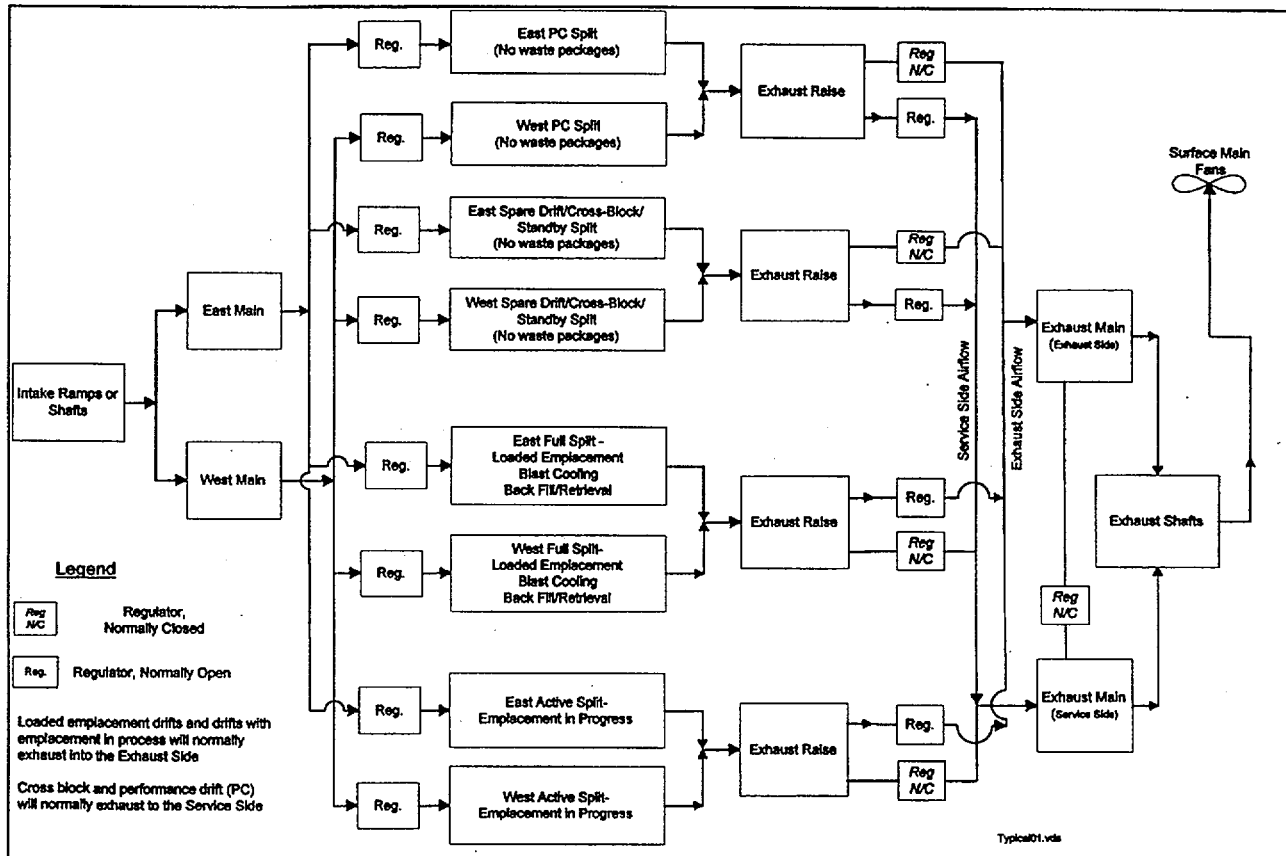 Reg.
East PC Split
(No waste packages)
Exhaust Raise
Reg
N/C
Reg.
Reg.
West PC Split
(No waste packages)
Surface Main
Fans
Reg.
East Spare Drift/Cross-Block/
Standby Split
(No waste packages)
Exhaust Raise
Reg
N/C
Reg.
Reg.
West Spare Drift/Cross-Block/
Standby Split
(No waste packages)
East Main
Intake Ramps or
Shafts
West Main
Service Side Airflow
Exhaust Side Airflow
Exhaust Main
(Exhaust Side)
Reg.
East Full Split -
Loaded Emplacement
Blast Cooling
Back Fill/Retrieval
Exhaust Raise
Reg.
Reg
N/C
Exhaust Shafts
Reg.
West Full Split-
Loaded Emplacement
Blast Cooling
Back Fill/Retrieval
Reg
N/C
Legend
Reg
N/C
Regulator,
Normally Closed
Reg.
Regulator, Normally Open
Loaded emplacement drifts and drifts with
emplacement in process will normally
exhaust into the Exhaust Side
Cross block and performance drift (PC)
will normally exhaust to the Service Side
Reg.
East Active Split-
Emplacement in Progress
Exhaust Raise
Reg.
Reg
N/C
Exhaust Main
(Service Side)
Reg.
West Active Split-
Emplacement in Progress
Typical01.vds